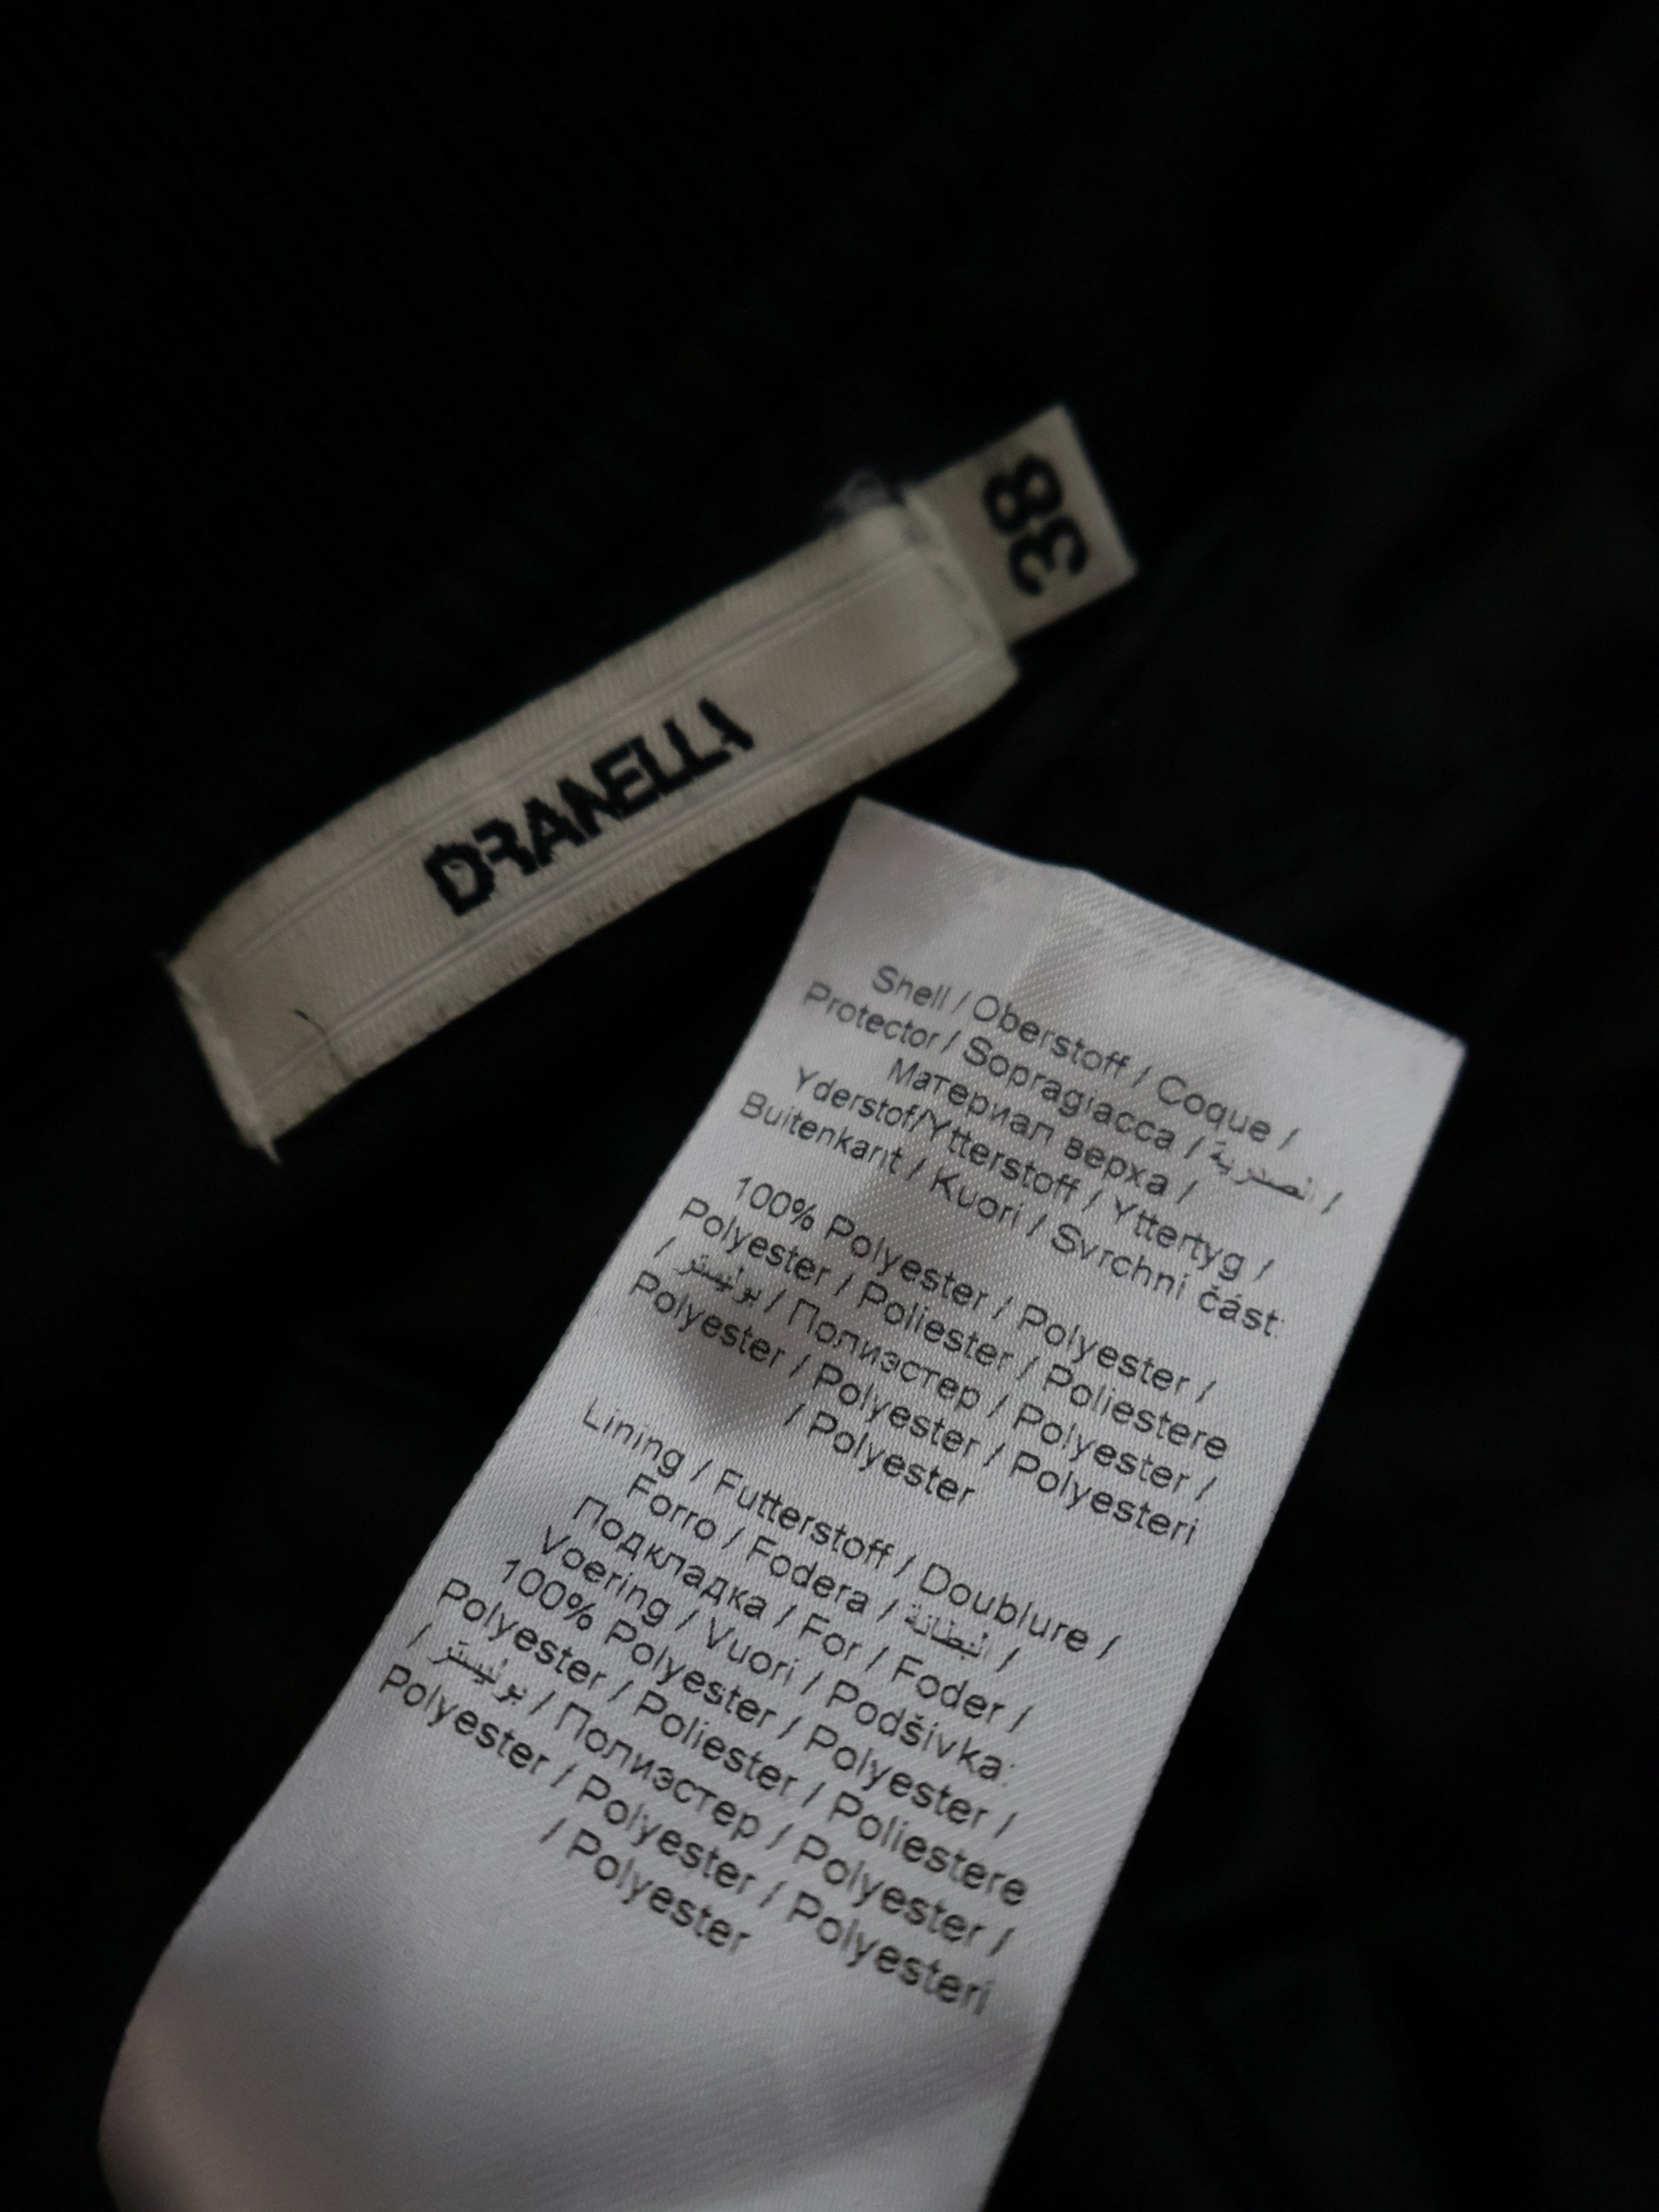 38
DRANELLA
Shell / Oberstoff / Coque /
Protector / Sopragiacca / الصدرية /
Материал верха /
Yderstof/Ytterstoff / Yttertyg /
Buitenkant / Kuori / Svrchní část:
100% Polyester / Polyester /
Polyester / Poliester / Poliestere
/ بوليستر / Полиэстер / Polyester /
Polyester / Polyester / Polyesteri
/ Polyester
Lining / Futterstoff / Doublure /
Forro / Fodera / البطانة /
Подкладка / For / Foder /
Voering / Vuori / Podšívka:
100% Polyester / Polyester /
Polyester / Poliester / Poliestere
/ بوليستر / Полиэстер / Polyester /
Polyester / Polyester / Polyesteri
/ Polyester